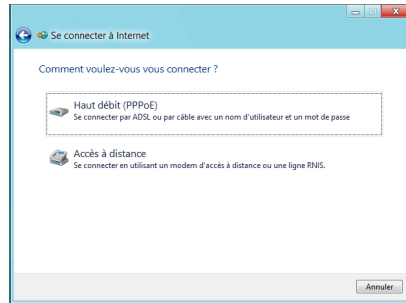 Se connecter à Internet
Comment voulez-vous vous connecter ?
Haut débit (PPPoE)
Se connecter par ADSL ou par câble avec un nom d'utilisateur et un mot de passe
Accès à distance
Se connecter en utilisant un modem d'accès à distance ou une ligne RNIS.
Annuler